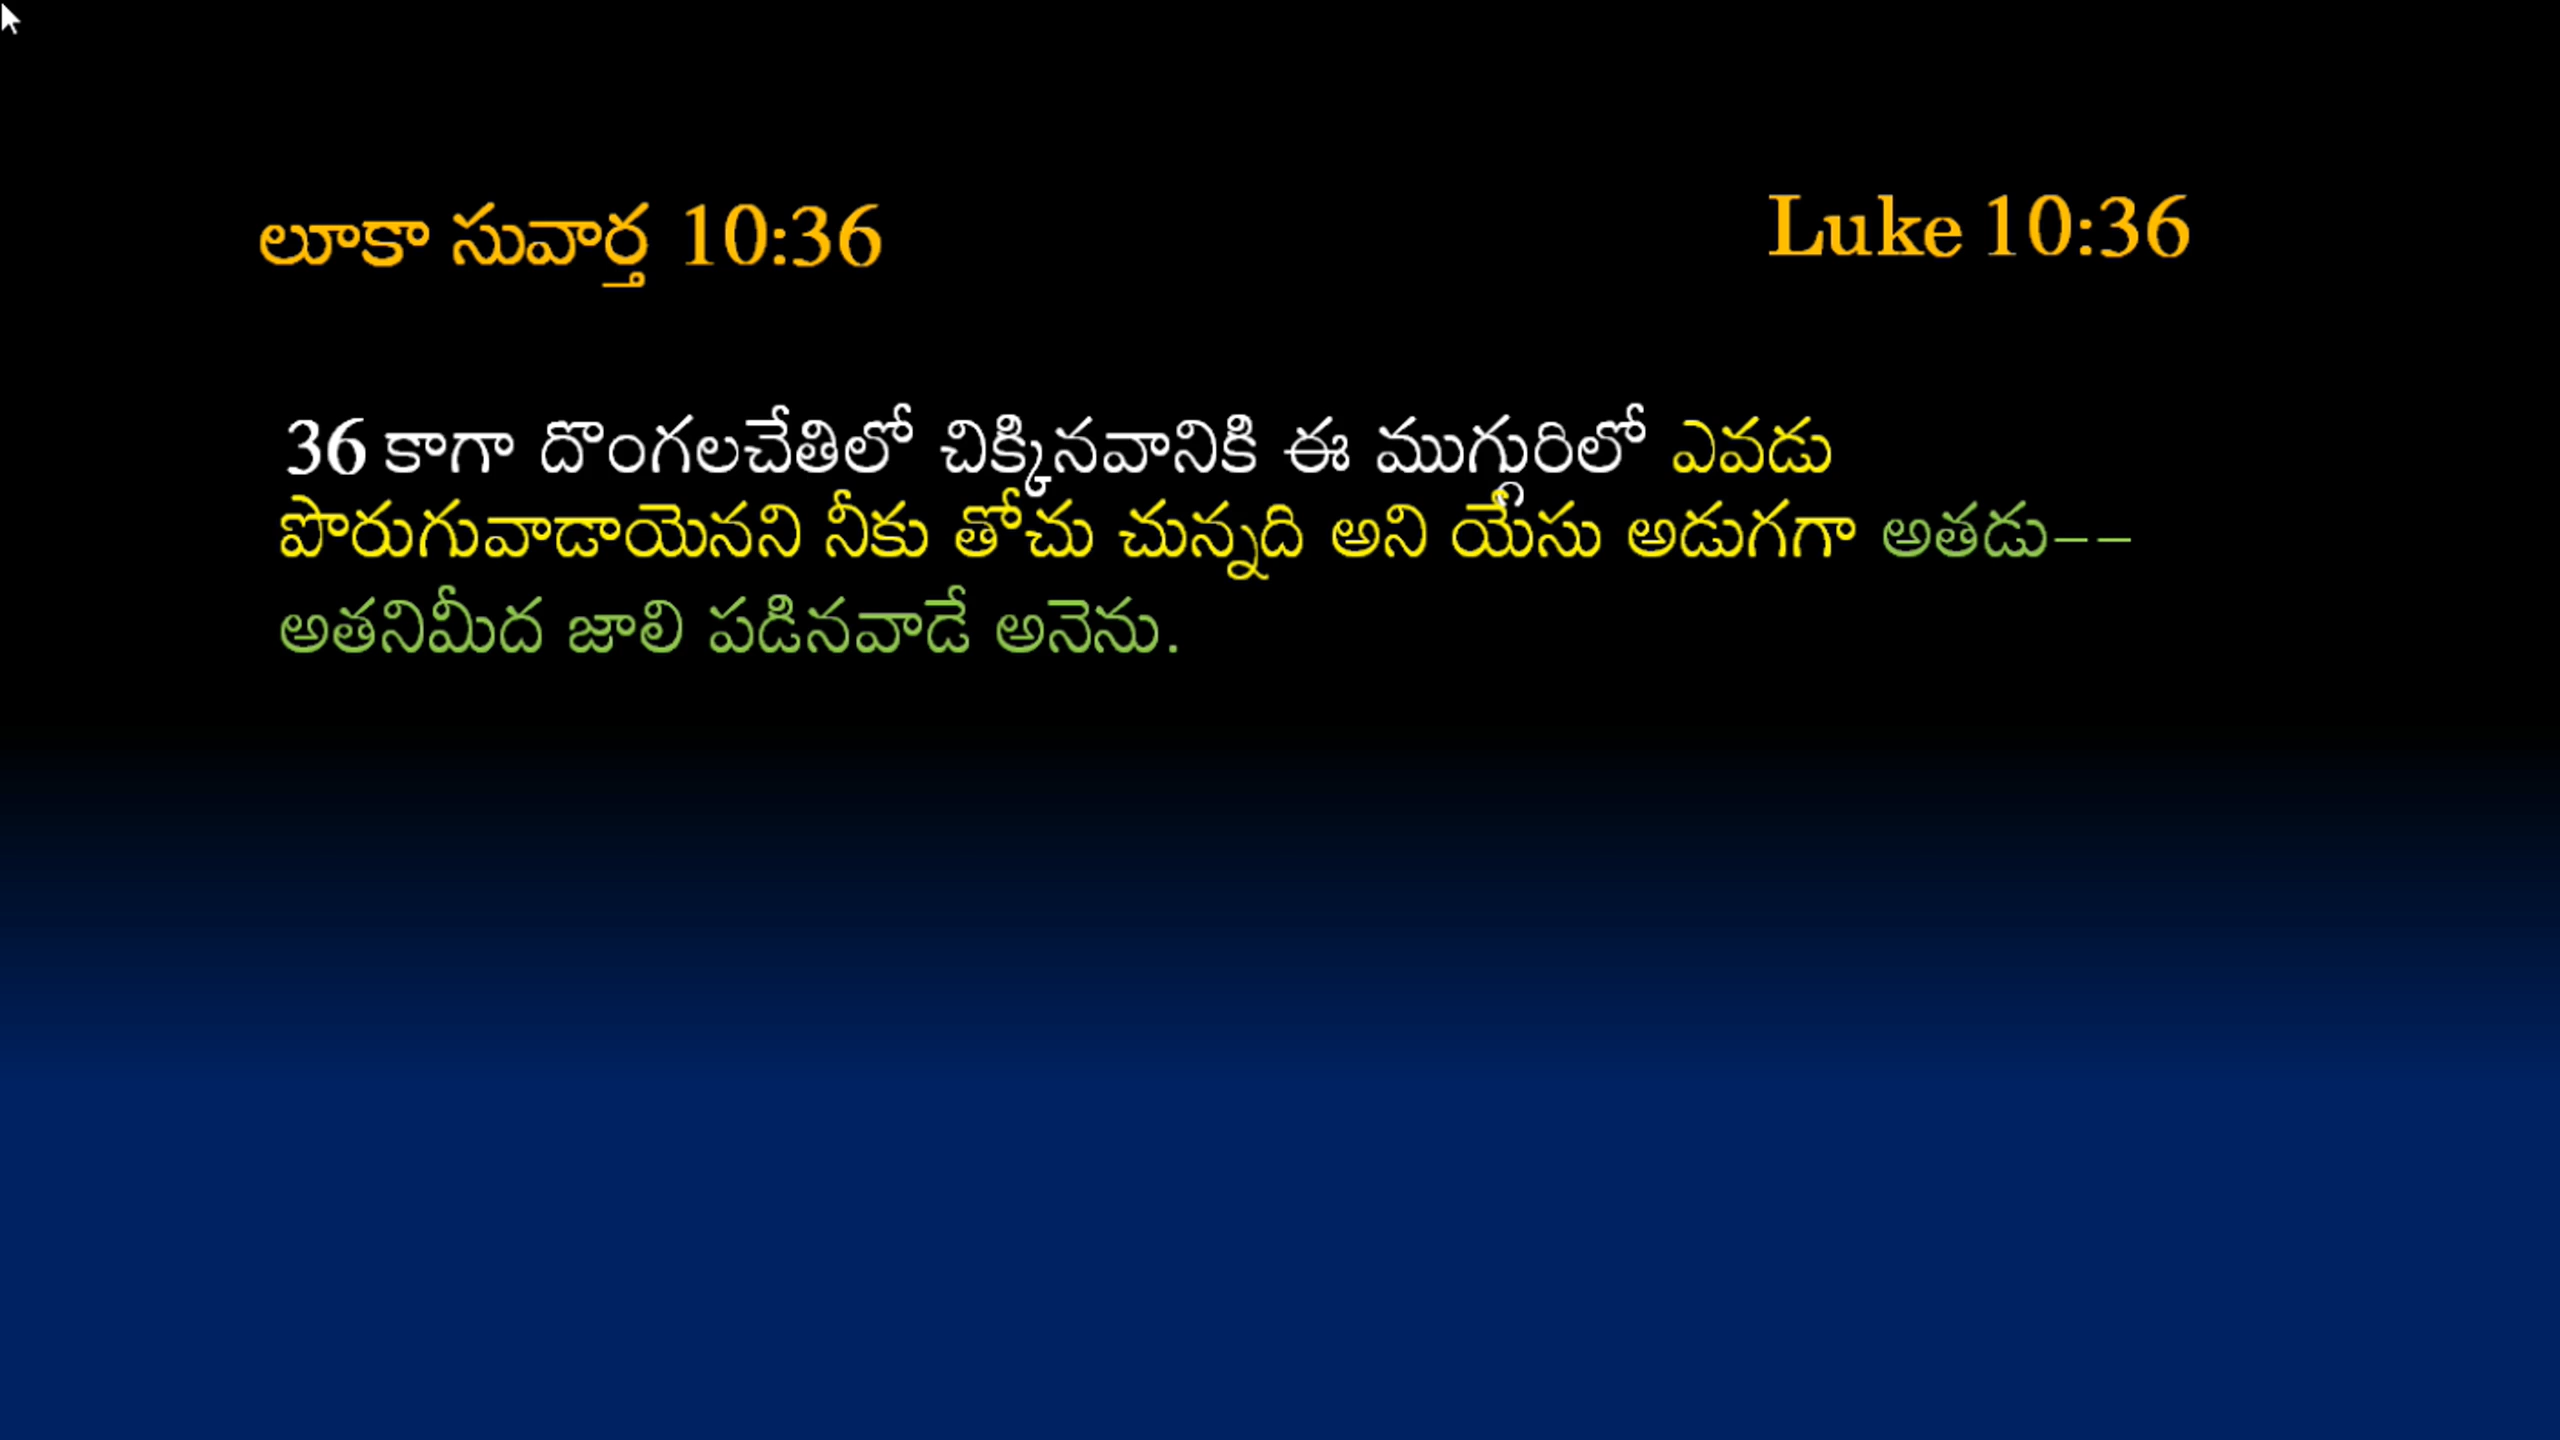 లూకా సువార్త 10:36
Luke 10:36
36 కాగా దొంగలచేతిలో చిక్కినవానికి ఈ ముగ్గురిలో ఎవడు
పొరుగువాడాయెనని నీకు తోచు చున్నది అని యేసు అడుగగా అతడు--
అతనిమీద జాలి పడినవాడే అనెను.